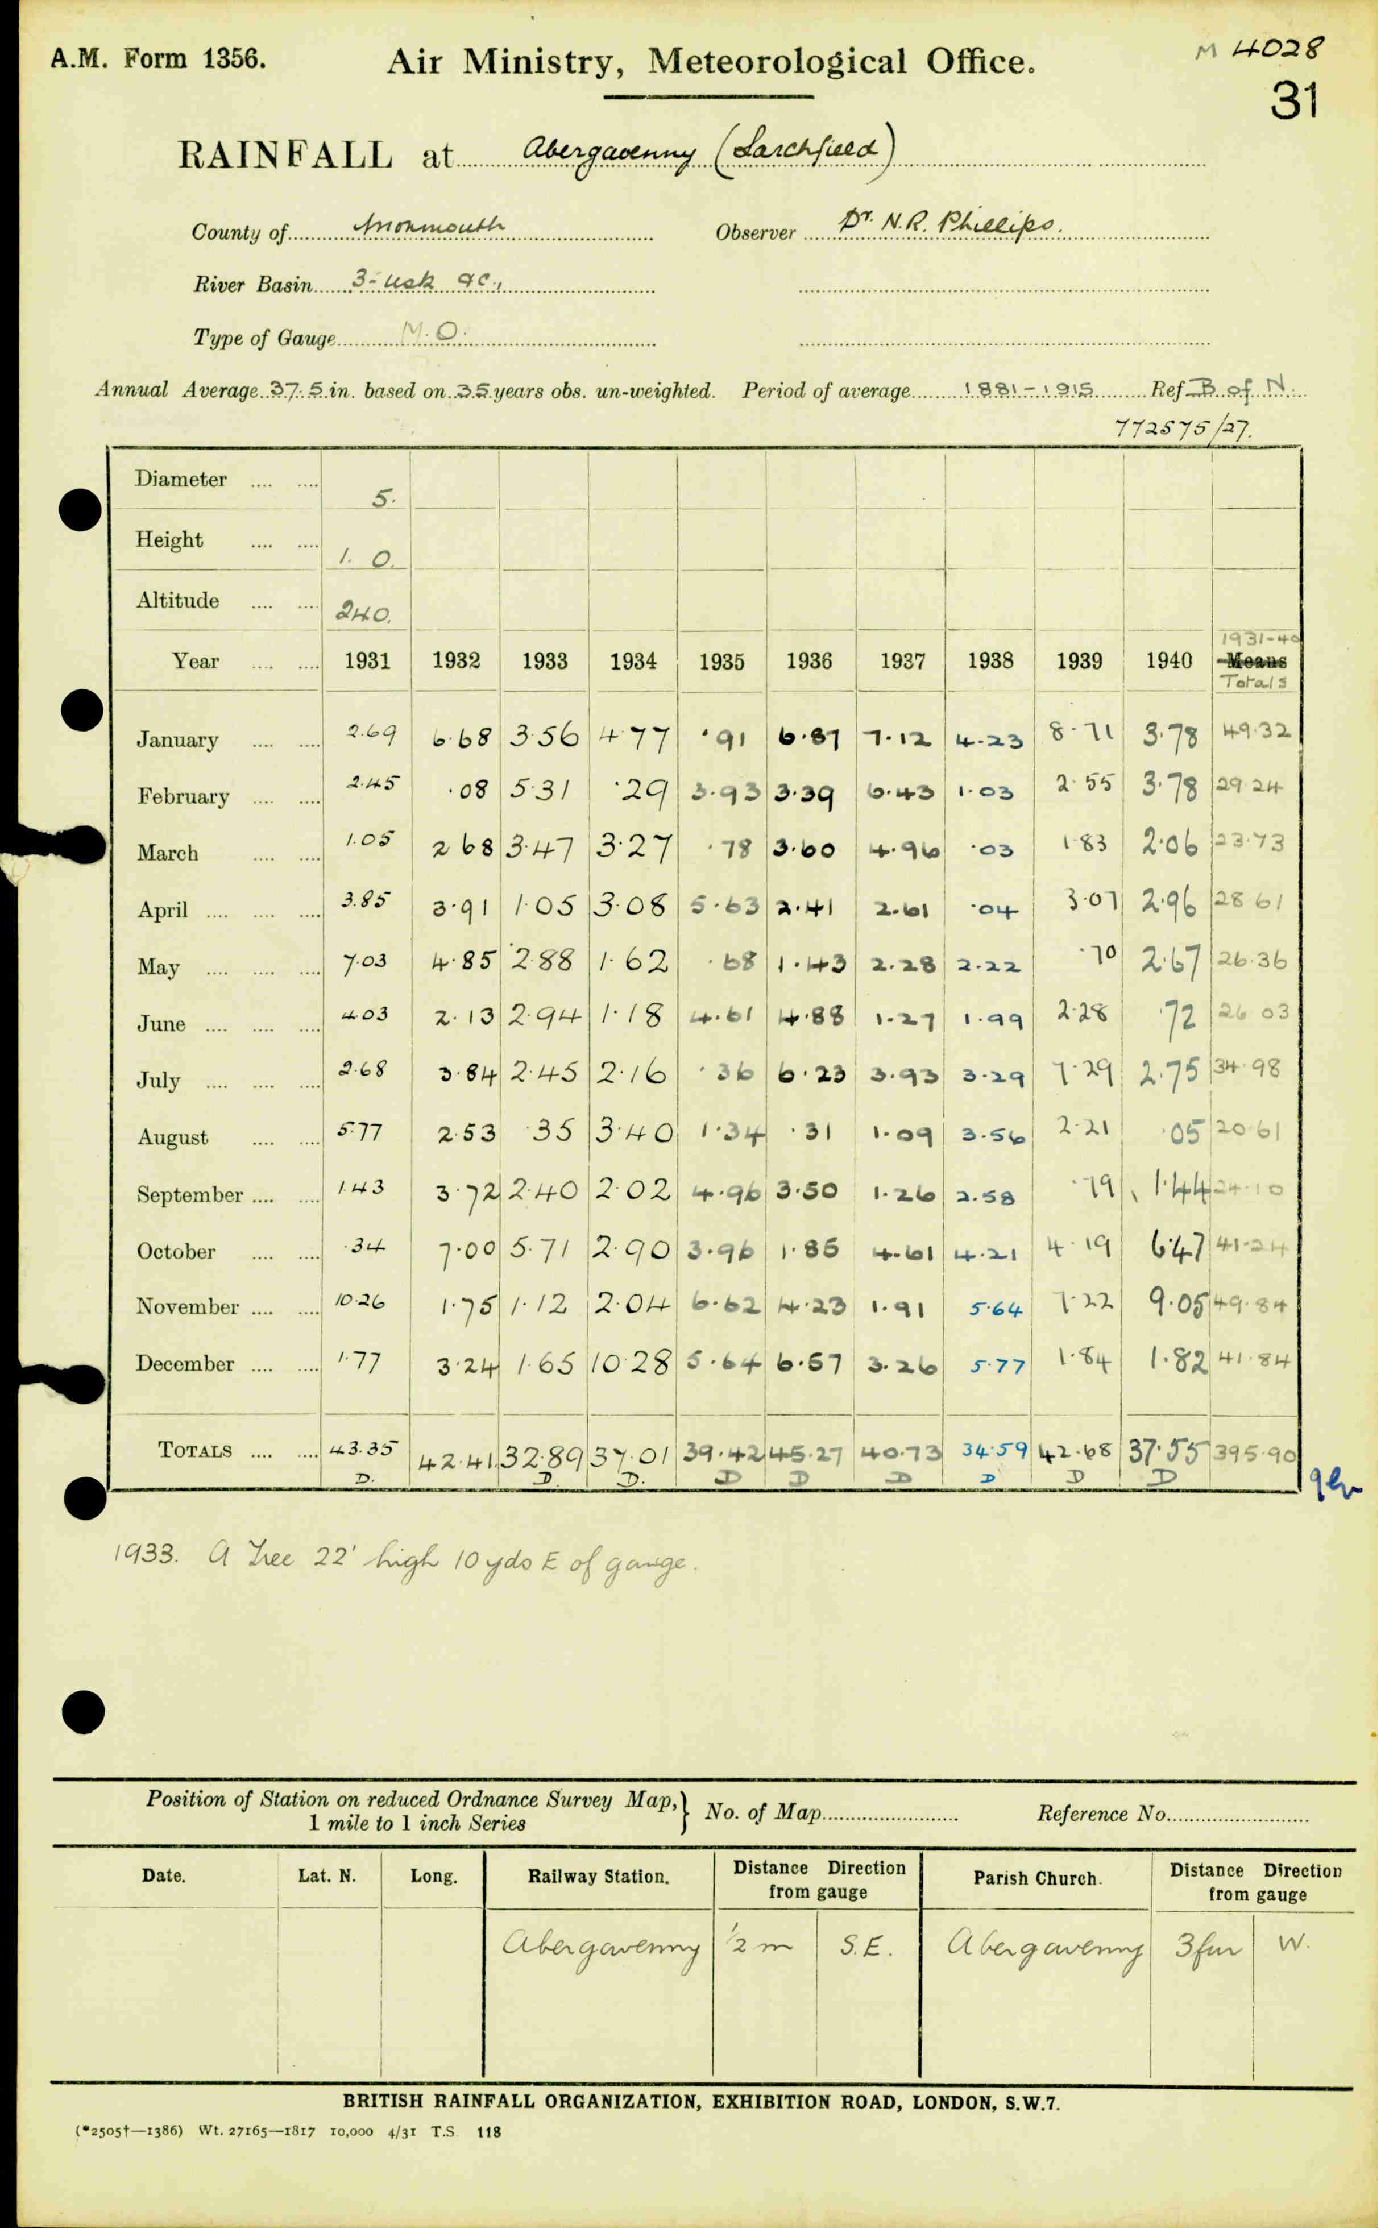 A.M. Form 1356.
Air Ministry, Meteorological Office.
M 4028
31
RAINFALL at Abergavenny (Larchfield)
County of Monmouth Observer Dr. N.R. Phillips.
River Basin 3-Usk &c.,
Type of Gauge M.O.
Annual Average 37.5 in. based on 35 years obs. un-weighted. Period of average 1881-1915 Ref B of N.
772575/27.
Diameter 5.
Height 1. 0.
Altitude 240.
1931-40
Year 1931 1932 1933 1934 1935 1936 1937 1938 1939 1940 Means
Totals
January 2.69 6.68 3.56 4.77 .91 6.87 7.12 4.23 8.71 3.78 49.32
February 2.45 .08 5.31 .29 3.93 3.39 6.43 1.03 2.55 3.78 29.24
March 1.05 2.68 3.47 3.27 .78 3.60 4.96 .03 1.83 2.06 23.73
April 3.85 3.91 1.05 3.08 5.63 2.41 2.61 .04 3.07 2.96 28.61
May 7.03 4.85 2.88 1.62 .68 1.43 2.28 2.22 .70 2.67 26.36
June 4.03 2.13 2.94 1.18 4.61 4.88 1.27 1.99 2.28 .72 26.03
July 2.68 3.84 2.45 2.16 .36 6.23 3.93 3.29 7.29 2.75 34.98
August 5.77 2.53 .35 3.40 1.34 .31 1.09 3.56 2.21 .05 20.61
September 1.43 3.72 2.40 2.02 4.96 3.50 1.26 2.58 .79 1.44 24.10
October .34 7.00 5.71 2.90 3.96 1.85 4.61 4.21 4.19 6.47 41.24
November 10.26 1.75 1.12 2.04 6.62 4.23 1.91 5.64 7.22 9.05 49.84
December 1.77 3.24 1.65 10.28 5.64 6.57 3.26 5.77 1.84 1.82 41.84
TOTALS 43.35 42.41 32.89 37.01 39.42 45.27 40.73 34.59 42.68 37.55 395.90
D. D. D. D D D D D D
1933. A Tree 22' high 10 yds E of gauge.
Position of Station on reduced Ordnance Survey Map,} No. of Map Reference No.
1 mile to 1 inch Series
Date. Lat. N. Long. Railway Station. Distance Direction from gauge Parish Church. Distance Direction from gauge
Abergavenny ½ m S.E. Abergavenny 3 fur W.
BRITISH RAINFALL ORGANIZATION, EXHIBITION ROAD, LONDON, S.W.7.
(*2505†—1386) Wt. 27165—1817 10,000 4/31 T.S. 118